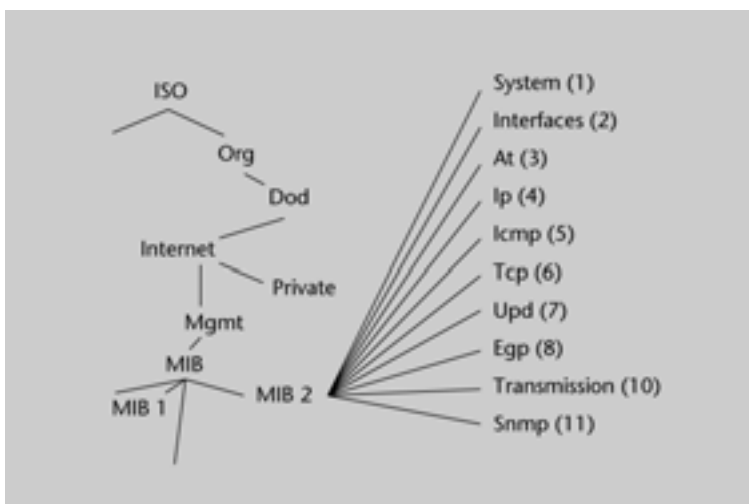 ISO
Org
Dod
Internet
Private
Mgmt
MIB
MIB 1
MIB 2
System (1)
Interfaces (2)
At (3)
Ip (4)
Icmp (5)
Tcp (6)
Upd (7)
Egp (8)
Transmission (10)
Snmp (11)